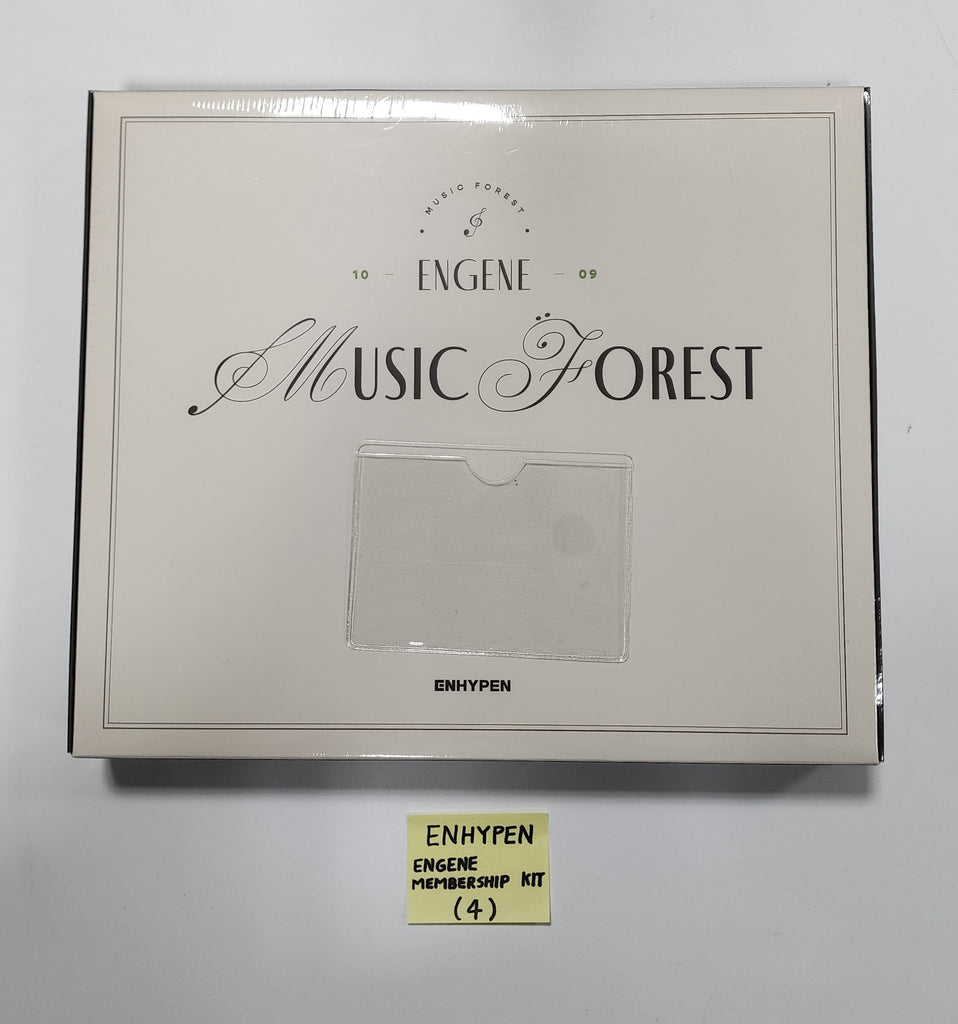 MUSIC FOREST
10 - ENGENE - 09
MUSIC FOREST
ENHYPEN
ENHYPEN
ENGENE
MEMBERSHIP KIT
(4)